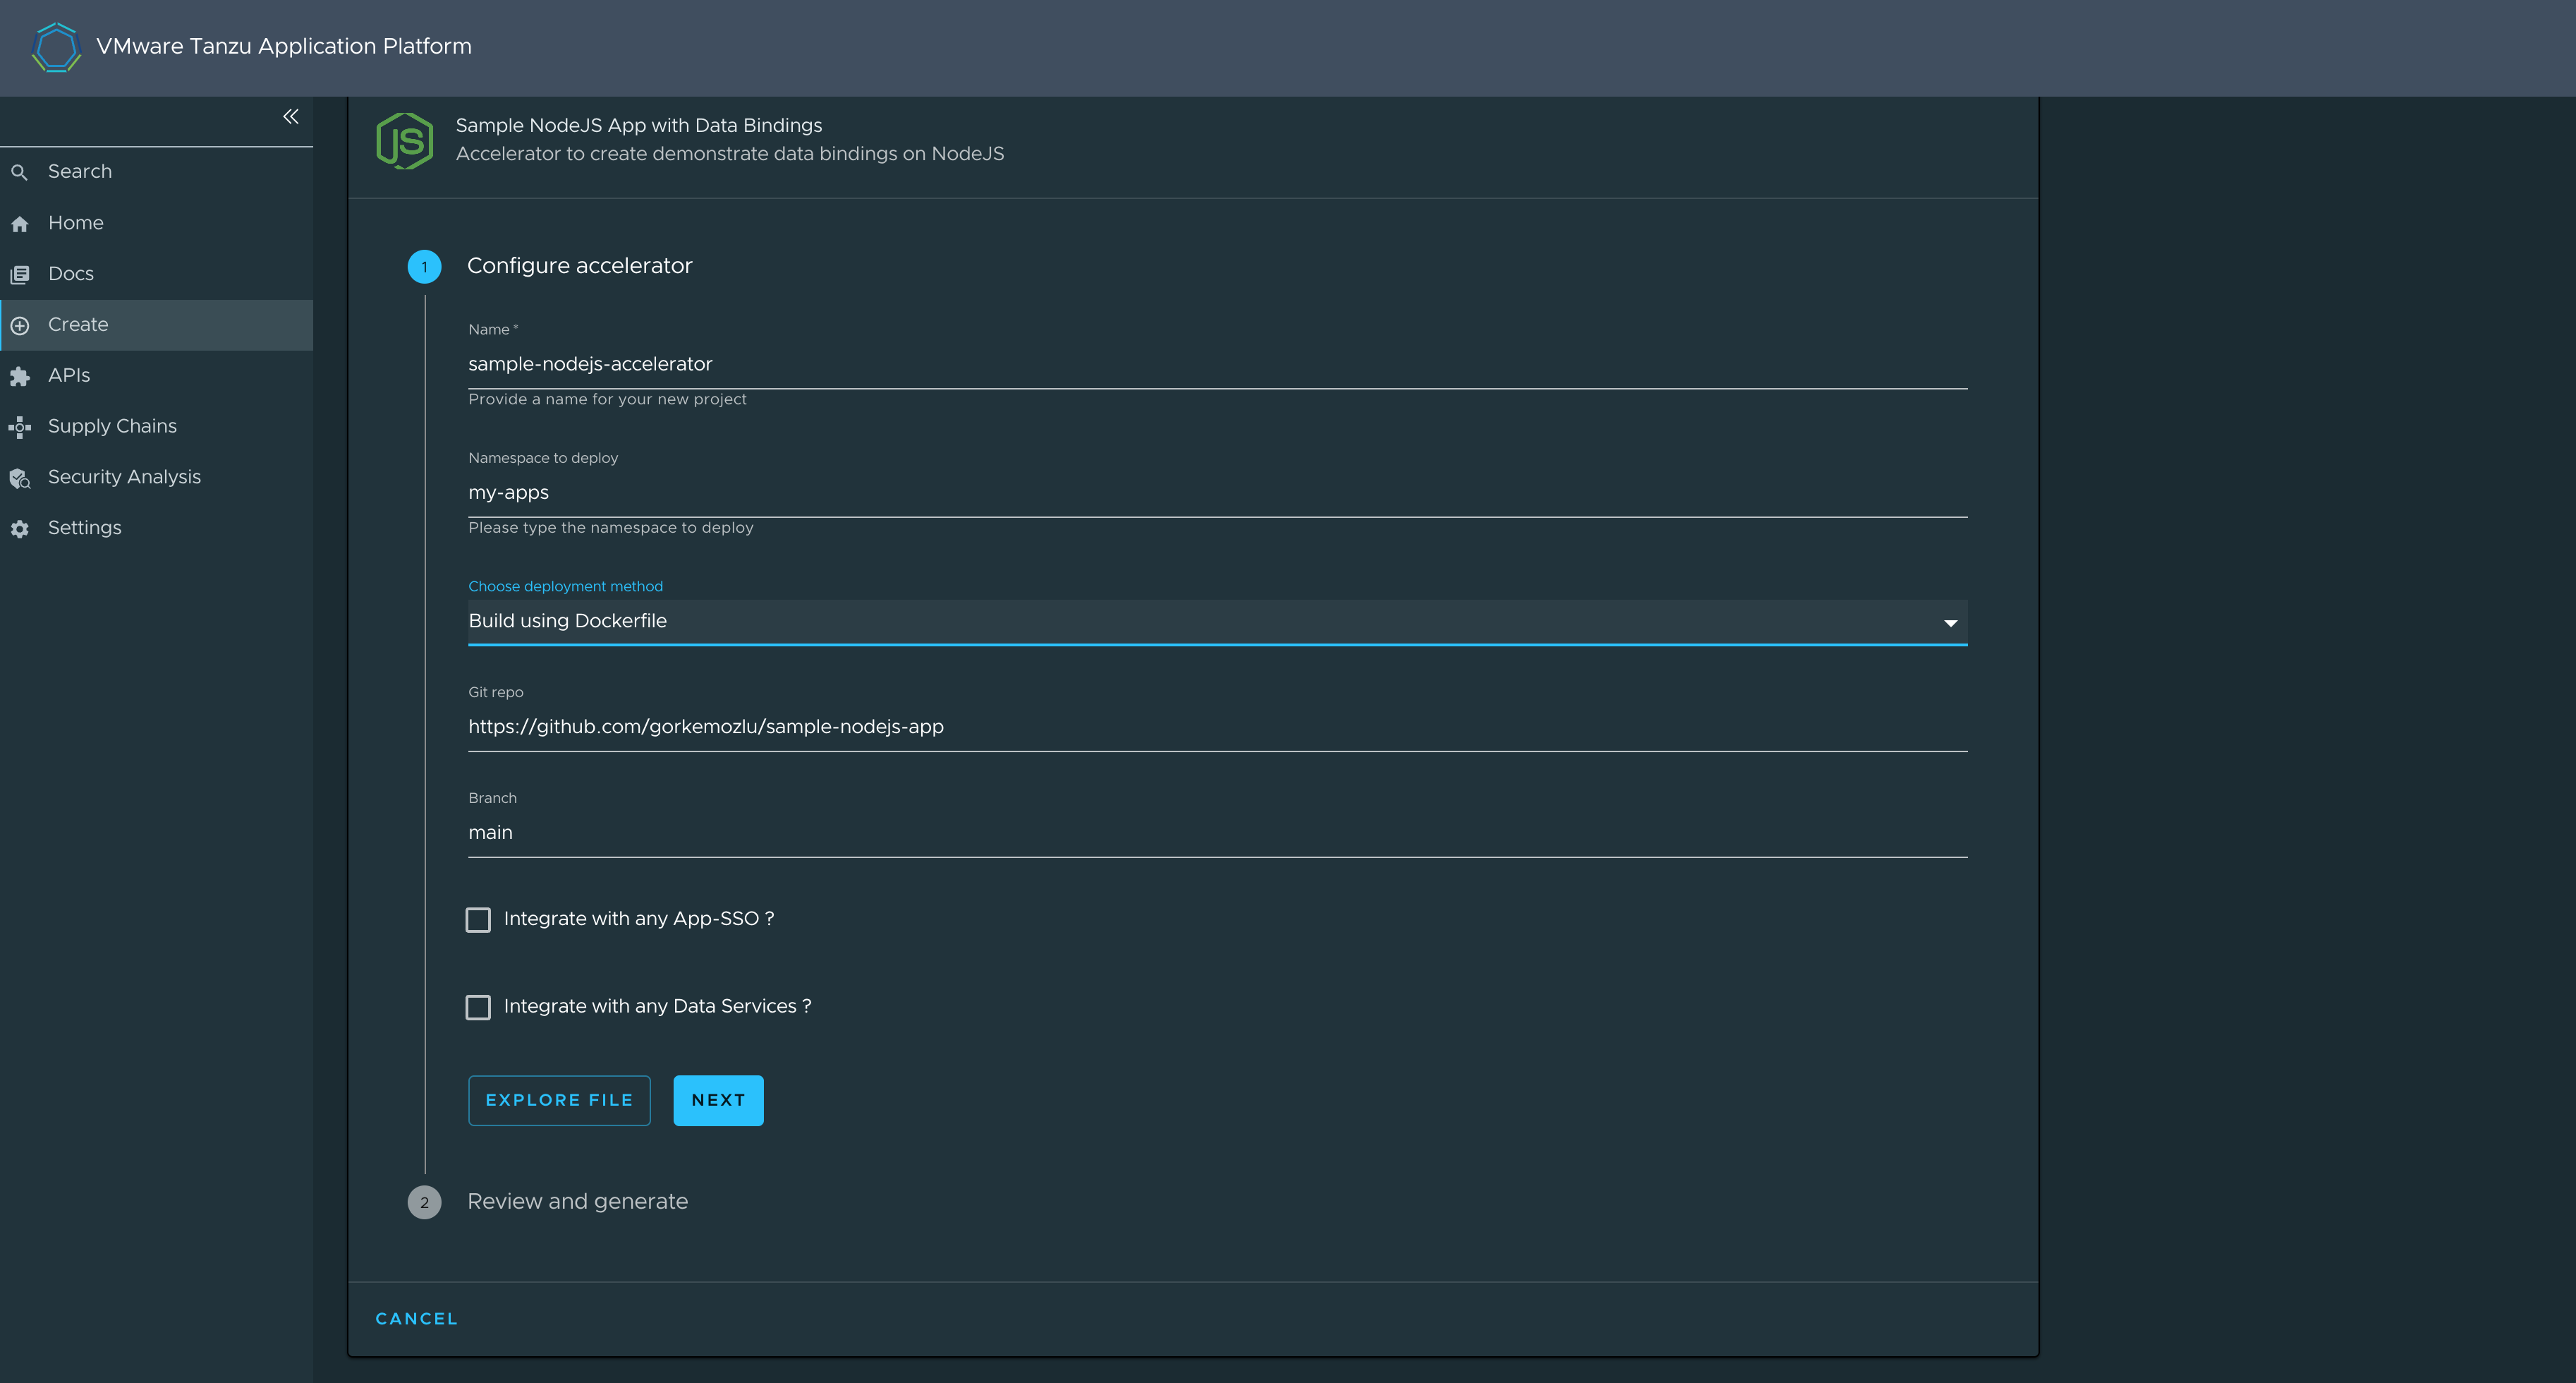 VMware Tanzu Application Platform
Search
Home
Docs
Create
APIs
Supply Chains
Security Analysis
Settings
JS
Sample NodeJS App with Data Bindings
Accelerator to create demonstrate data bindings on NodeJS
1
Configure accelerator
Name *
sample-nodejs-accelerator
Provide a name for your new project
Namespace to deploy
my-apps
Please type the namespace to deploy
Choose deployment method
Build using Dockerfile
Git repo
https://github.com/gorkemozlu/sample-nodejs-app
Branch
main
Integrate with any App-SSO ?
Integrate with any Data Services ?
EXPLORE FILE
NEXT
2
Review and generate
CANCEL